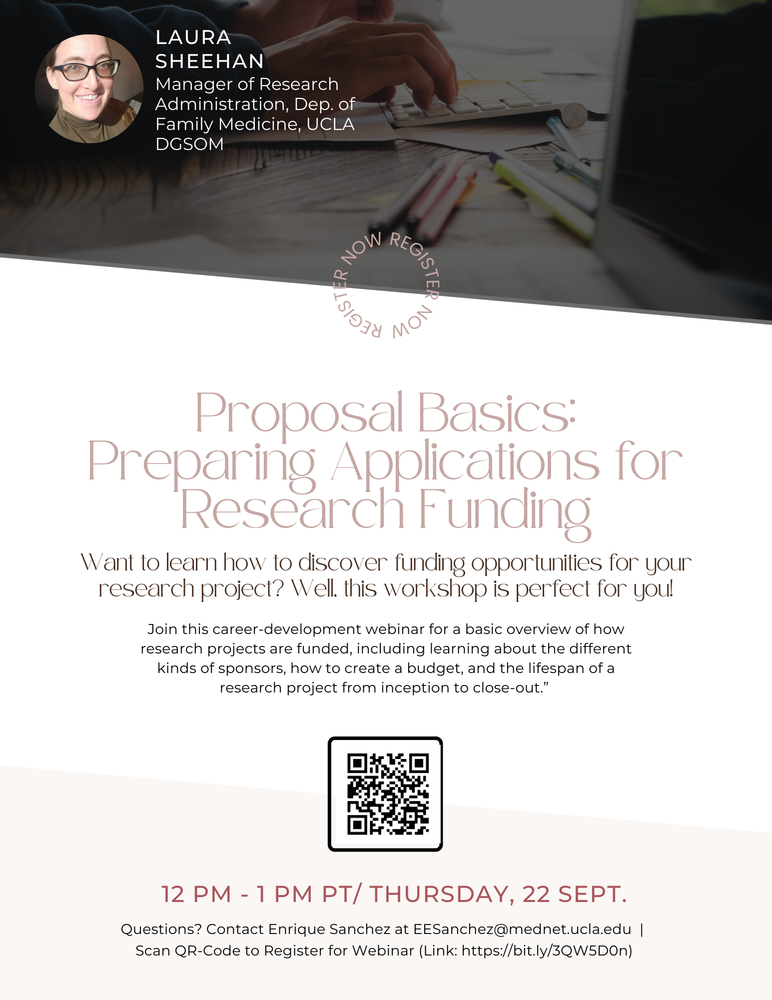 LAURA
SHEEHAN
Manager of Research
Administration, Dep. of
Family Medicine, UCLA
DGSOM
REGISTER NOW REGISTER NOW REGISTER NOW
Proposal Basics:
Preparing Applications for
Research Funding
Want to learn how to discover funding opportunities for your
research project? Well, this workshop is perfect for you!
Join this career-development webinar for a basic overview of how
research projects are funded, including learning about the different
kinds of sponsors, how to create a budget, and the lifespan of a
research project from inception to close-out.”
12 PM - 1 PM PT/ THURSDAY, 22 SEPT.
Questions? Contact Enrique Sanchez at EESanchez@mednet.ucla.edu |
Scan QR-Code to Register for Webinar (Link: https://bit.ly/3QW5D0n)